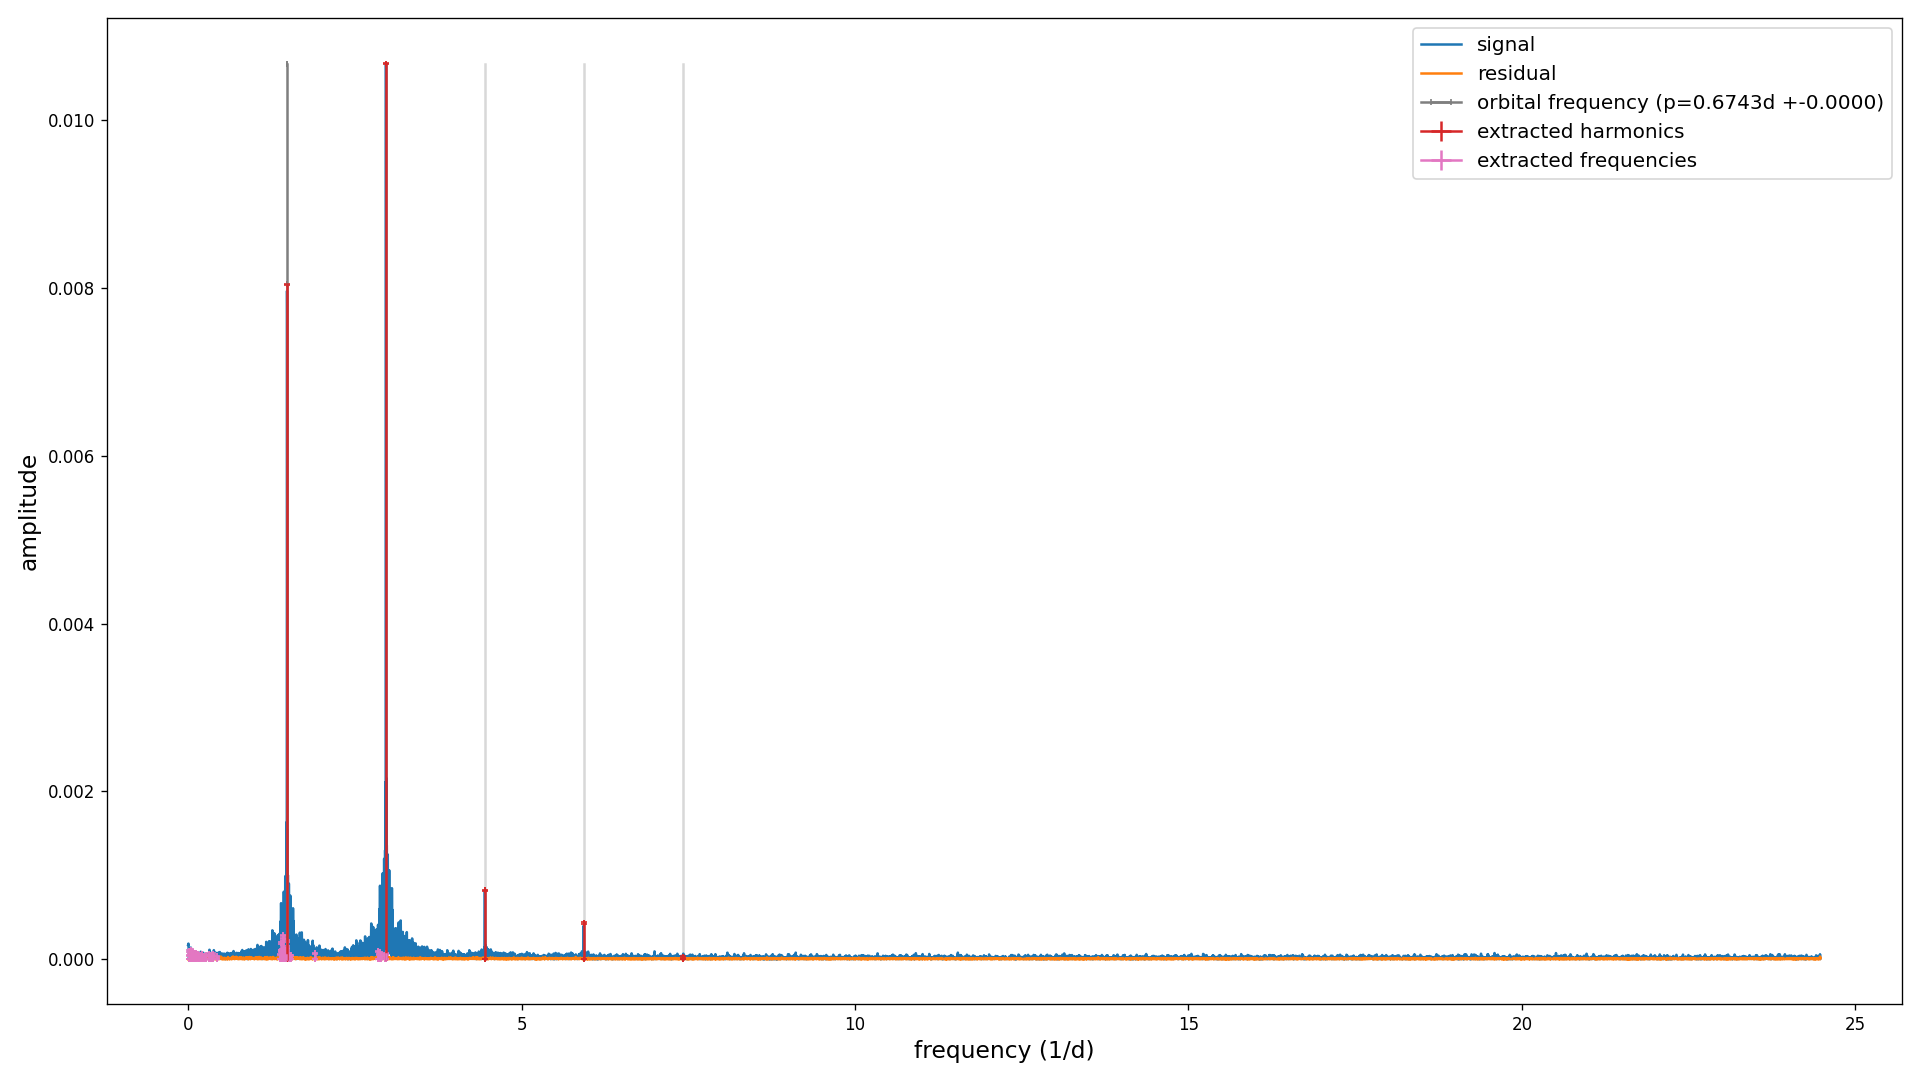 signal
residual
orbital frequency (p=0.6743d +-0.0000)
extracted harmonics
extracted frequencies
0.010
0.008
0.006
0.004
0.002
0.000
amplitude
0 5 10 15 20 25
frequency (1/d)